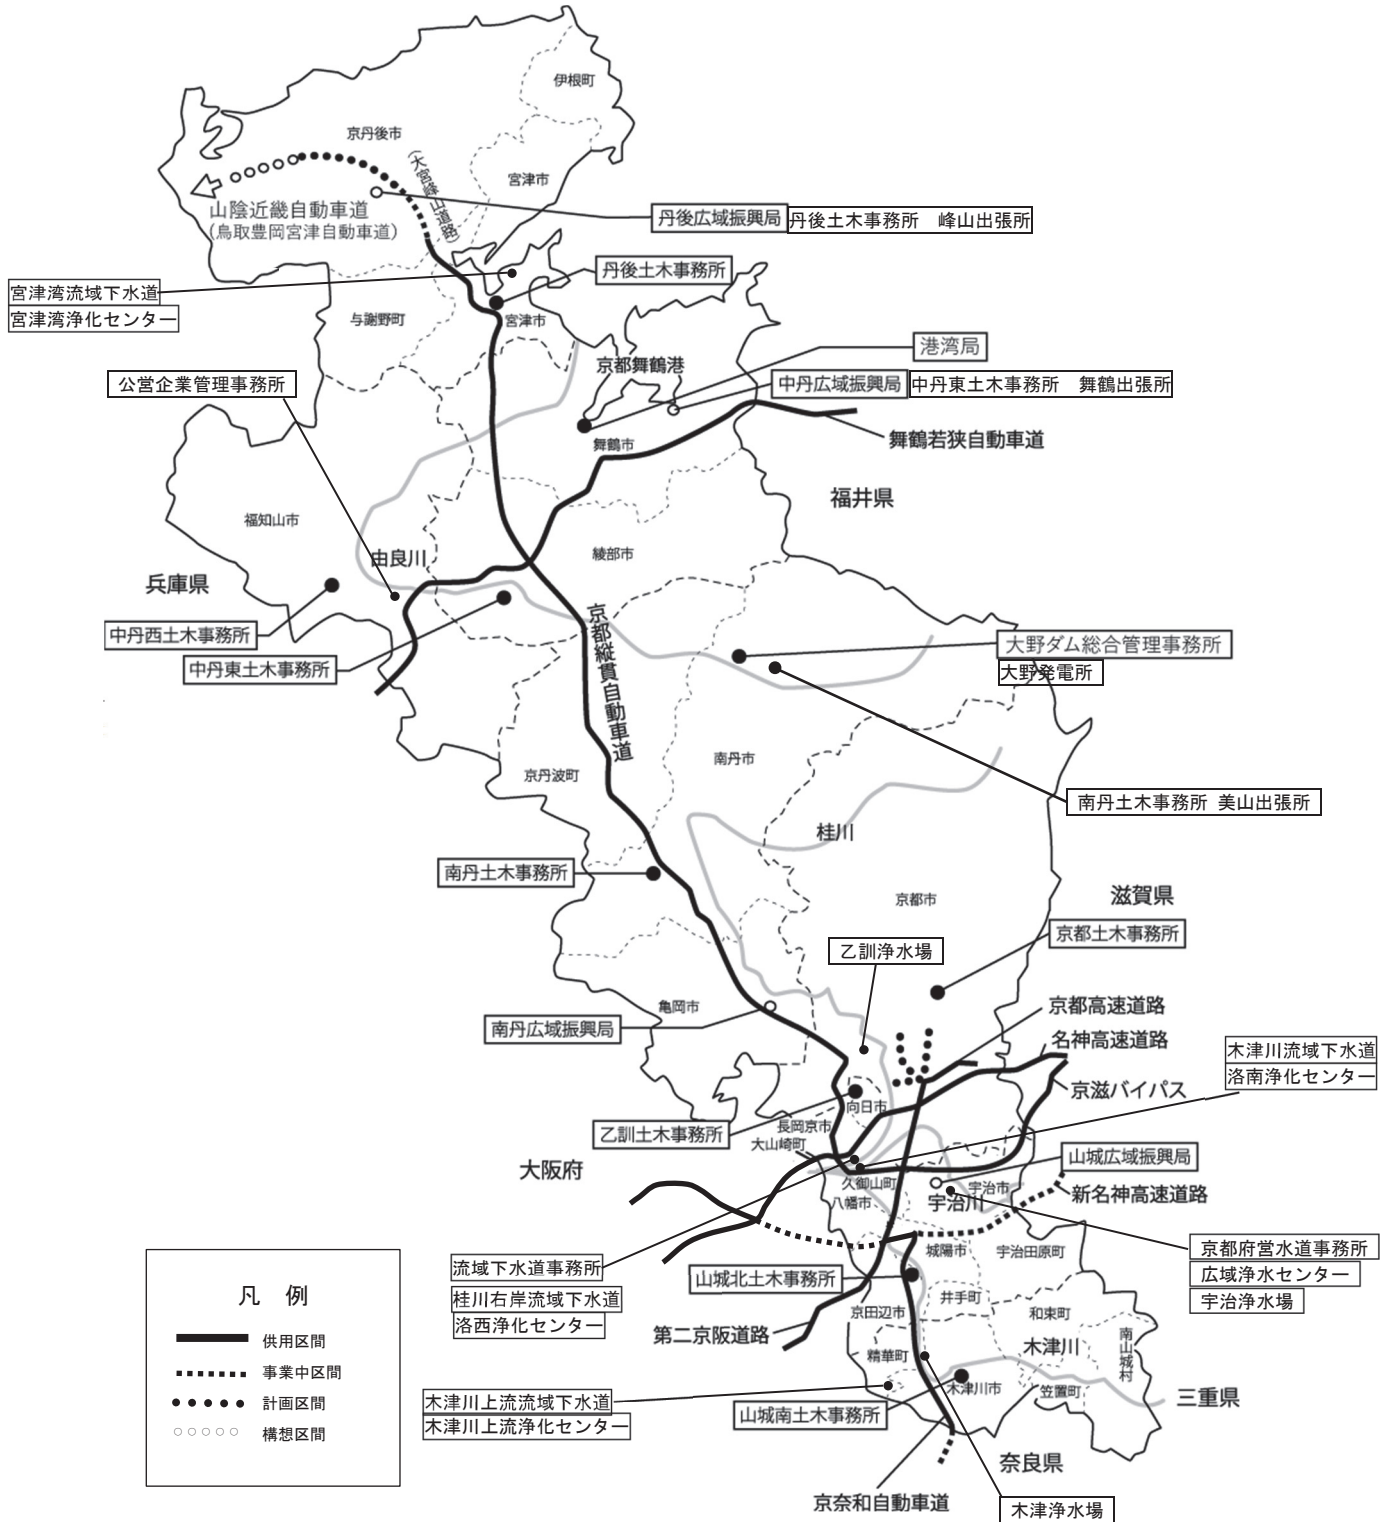 伊根町
京丹後市
(大宮峰山道路)
宮津市
山陰近畿自動車道
(鳥取豊岡宮津自動車道)
丹後広域振興局
丹後土木事務所　峰山出張所
丹後土木事務所
宮津湾流域下水道
宮津湾浄化センター
与謝野町
宮津市
京都舞鶴港
港湾局
公営企業管理事務所
中丹広域振興局
中丹東土木事務所　舞鶴出張所
舞鶴市
舞鶴若狭自動車道
福井県
福知山市
由良川
綾部市
兵庫県
京都縦貫自動車道
中丹西土木事務所
中丹東土木事務所
大野ダム総合管理事務所
大野発電所
南丹市
京丹波町
南丹土木事務所 美山出張所
桂川
南丹土木事務所
京都市
滋賀県
京都土木事務所
乙訓浄水場
亀岡市
南丹広域振興局
京都高速道路
名神高速道路
木津川流域下水道
洛南浄化センター
京滋バイパス
向日市
長岡京市
乙訓土木事務所
大山崎町
大阪府
山城広域振興局
久御山町
宇治市
八幡市
宇治川
新名神高速道路
城陽市
宇治田原町
京都府営水道事務所
広域浄水センター
宇治浄水場
流域下水道事務所
桂川右岸流域下水道
洛西浄化センター
山城北土木事務所
井手町
京田辺市
和束町
第二京阪道路
木津川
南山城村
精華町
木津川市
笠置町
三重県
木津川上流流域下水道
木津川上流浄化センター
山城南土木事務所
奈良県
京奈和自動車道
木津浄水場
凡　例
供用区間
事業中区間
計画区間
構想区間